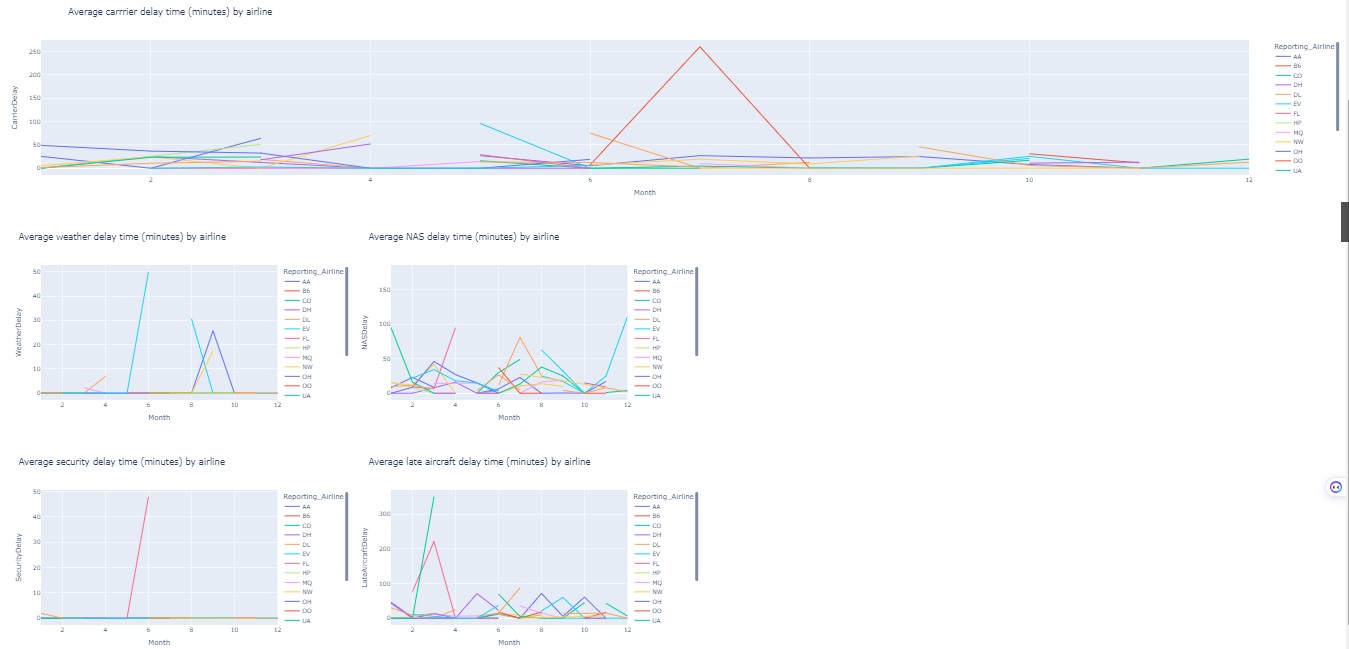 Average carrrier delay time (minutes) by airline
CarrierDelay
250
200
150
100
50
0
2
4
6
8
10
12
Month
Reporting_Airline
AA
B6
CO
DH
DL
EV
FL
HP
MQ
NW
OH
OO
UA
Average weather delay time (minutes) by airline
WeatherDelay
50
40
30
20
10
0
2
4
6
8
10
12
Month
Reporting_Airline
AA
B6
CO
DH
DL
EV
FL
HP
MQ
NW
OH
OO
UA
Average NAS delay time (minutes) by airline
NASDelay
150
100
50
0
2
4
6
8
10
12
Month
Reporting_Airline
AA
B6
CO
DH
DL
EV
FL
HP
MQ
NW
OH
OO
UA
Average security delay time (minutes) by airline
SecurityDelay
50
40
30
20
10
0
2
4
6
8
10
12
Month
Reporting_Airline
AA
B6
CO
DH
DL
EV
FL
HP
MQ
NW
OH
OO
UA
Average late aircraft delay time (minutes) by airline
LateAircraftDelay
300
200
100
0
2
4
6
8
10
12
Month
Reporting_Airline
AA
B6
CO
DH
DL
EV
FL
HP
MQ
NW
OH
OO
UA